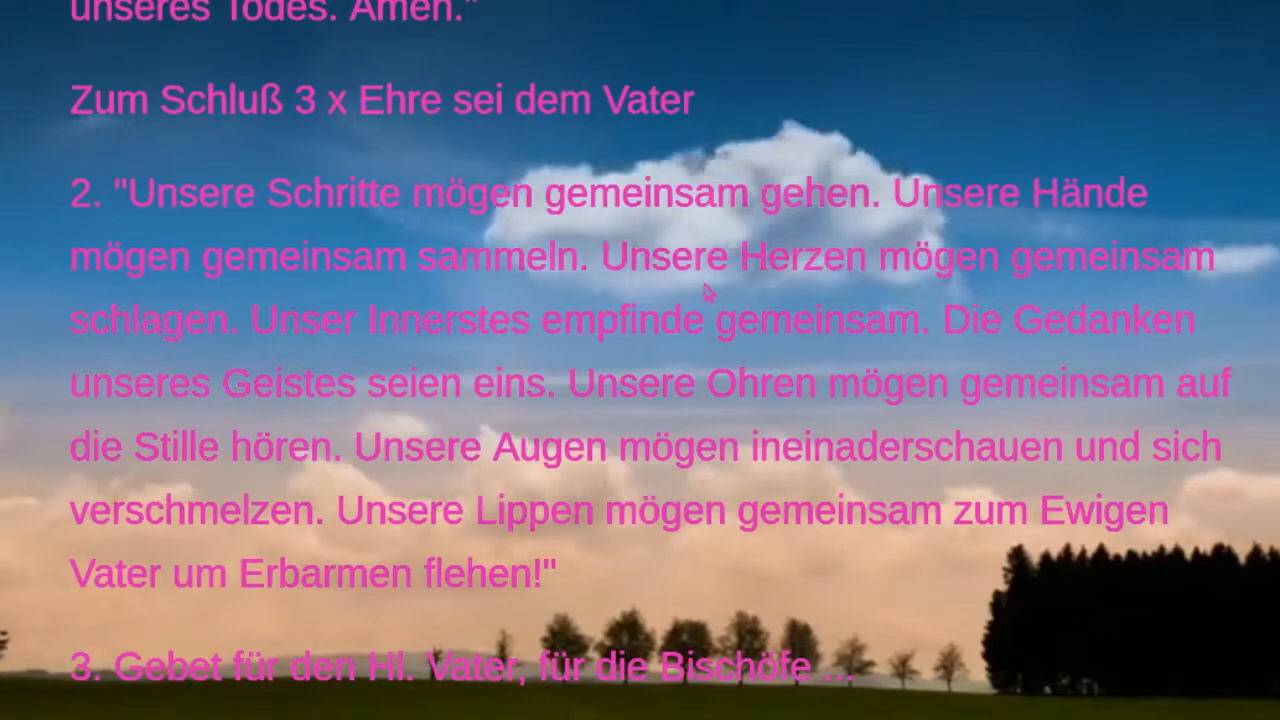 unseres Todes. Amen."
Zum Schluß 3 x Ehre sei dem Vater
2. "Unsere Schritte mögen gemeinsam gehen. Unsere Hände
mögen gemeinsam sammeln. Unsere Herzen mögen gemeinsam
schlagen. Unser Innerstes empfinde gemeinsam. Die Gedanken
unseres Geistes seien eins. Unsere Ohren mögen gemeinsam auf
die Stille hören. Unsere Augen mögen ineinaderschauen und sich
verschmelzen. Unsere Lippen mögen gemeinsam zum Ewigen
Vater um Erbarmen flehen!"
3. Gebet für den Hl. Vater, für die Bischöfe ...